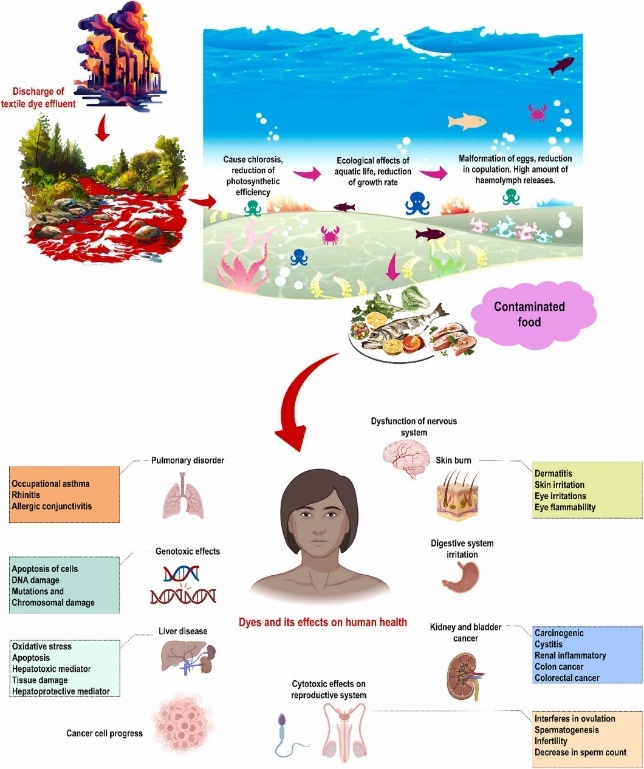 Discharge of
textile dye effluent
Cause chlorosis,
reduction of
photosynthetic
efficiency
Ecological effects of
aquatic life, reduction
of growth rate
Malformation of eggs, reduction
in copulation. High amount of
haemolymph releases.
Contaminated
food
Dysfunction of nervous
system
Pulmonary disorder
Skin burn
Occupational asthma
Rhinitis
Allergic conjunctivitis
Dermatitis
Skin irritation
Eye irritations
Eye flammability
Genotoxic effects
Digestive system
irritation
Apoptosis of cells
DNA damage
Mutations and
Chromosomal damage
Dyes and its effects on human health
Liver disease
Kidney and bladder
cancer
Oxidative stress
Apoptosis
Hepatotoxic mediator
Tissue damage
Hepatoprotective mediator
Carcinogenic
Cystitis
Renal inflammatory
Colon cancer
Colorectal cancer
Cytotoxic effects on
reproductive system
Cancer cell progress
Interferes in ovulation
Spermatogenesis
Infertility
Decrease in sperm count